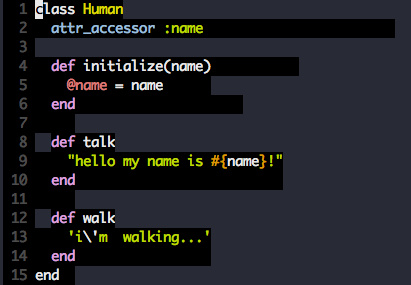 1 class Human
2   attr_accessor :name
3
4   def initialize(name)
5     @name = name
6   end
7
8   def talk
9     "hello my name is #{name}!"
10   end
11
12   def walk
13     'i\'m  walking...'
14   end
15 end